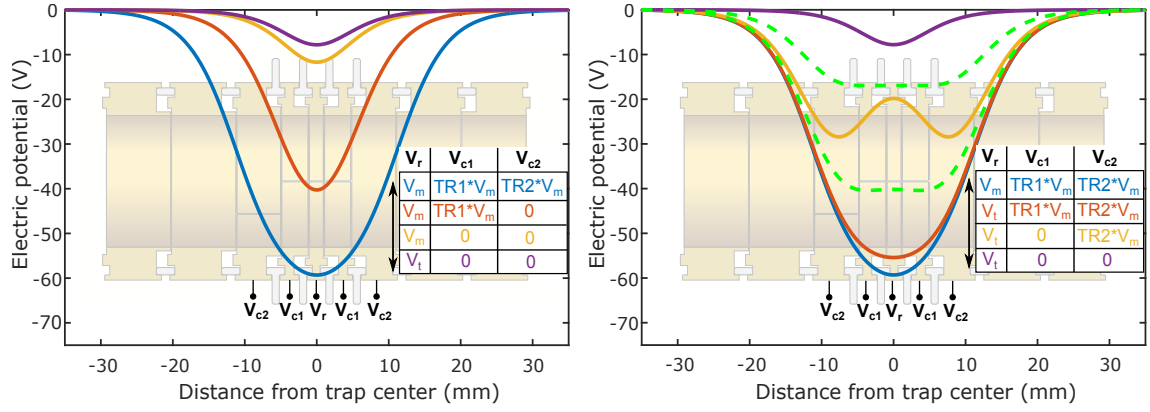 Electric potential (V)
0
-10
-20
-30
-40
-50
-60
-70
V_r V_c1 V_c2
V_m TR1*V_m TR2*V_m
V_m TR1*V_m 0
V_m 0 0
V_t 0 0
V_c2 V_c1 V_r V_c1 V_c2
-30 -20 -10 0 10 20 30
Distance from trap center (mm)
Electric potential (V)
0
-10
-20
-30
-40
-50
-60
-70
V_r V_c1 V_c2
V_m TR1*V_m TR2*V_m
V_t TR1*V_m TR2*V_m
V_t 0 TR2*V_m
V_t 0 0
V_c2 V_c1 V_r V_c1 V_c2
-30 -20 -10 0 10 20 30
Distance from trap center (mm)